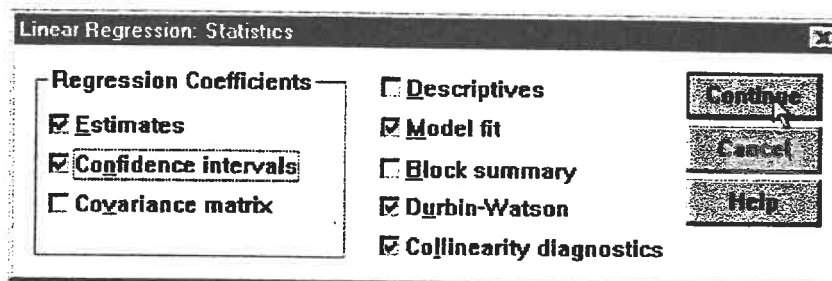 Linear Regression: Statistics
Regression Coefficients
Estimates
Confidence intervals
Covariance matrix
Descriptives
Model fit
Block summary
Durbin-Watson
Collinearity diagnostics
Continue
Cancel
Help